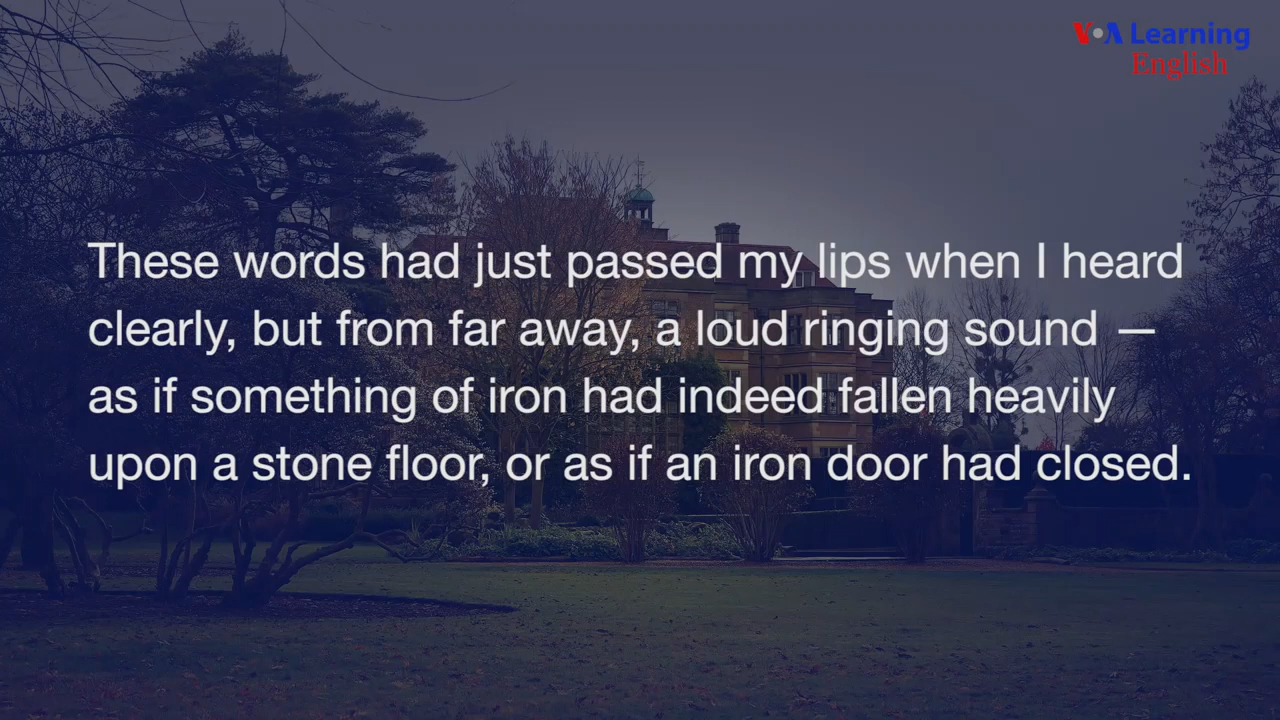 VOA Learning
English
These words had just passed my lips when I heard
clearly, but from far away, a loud ringing sound —
as if something of iron had indeed fallen heavily
upon a stone floor, or as if an iron door had closed.